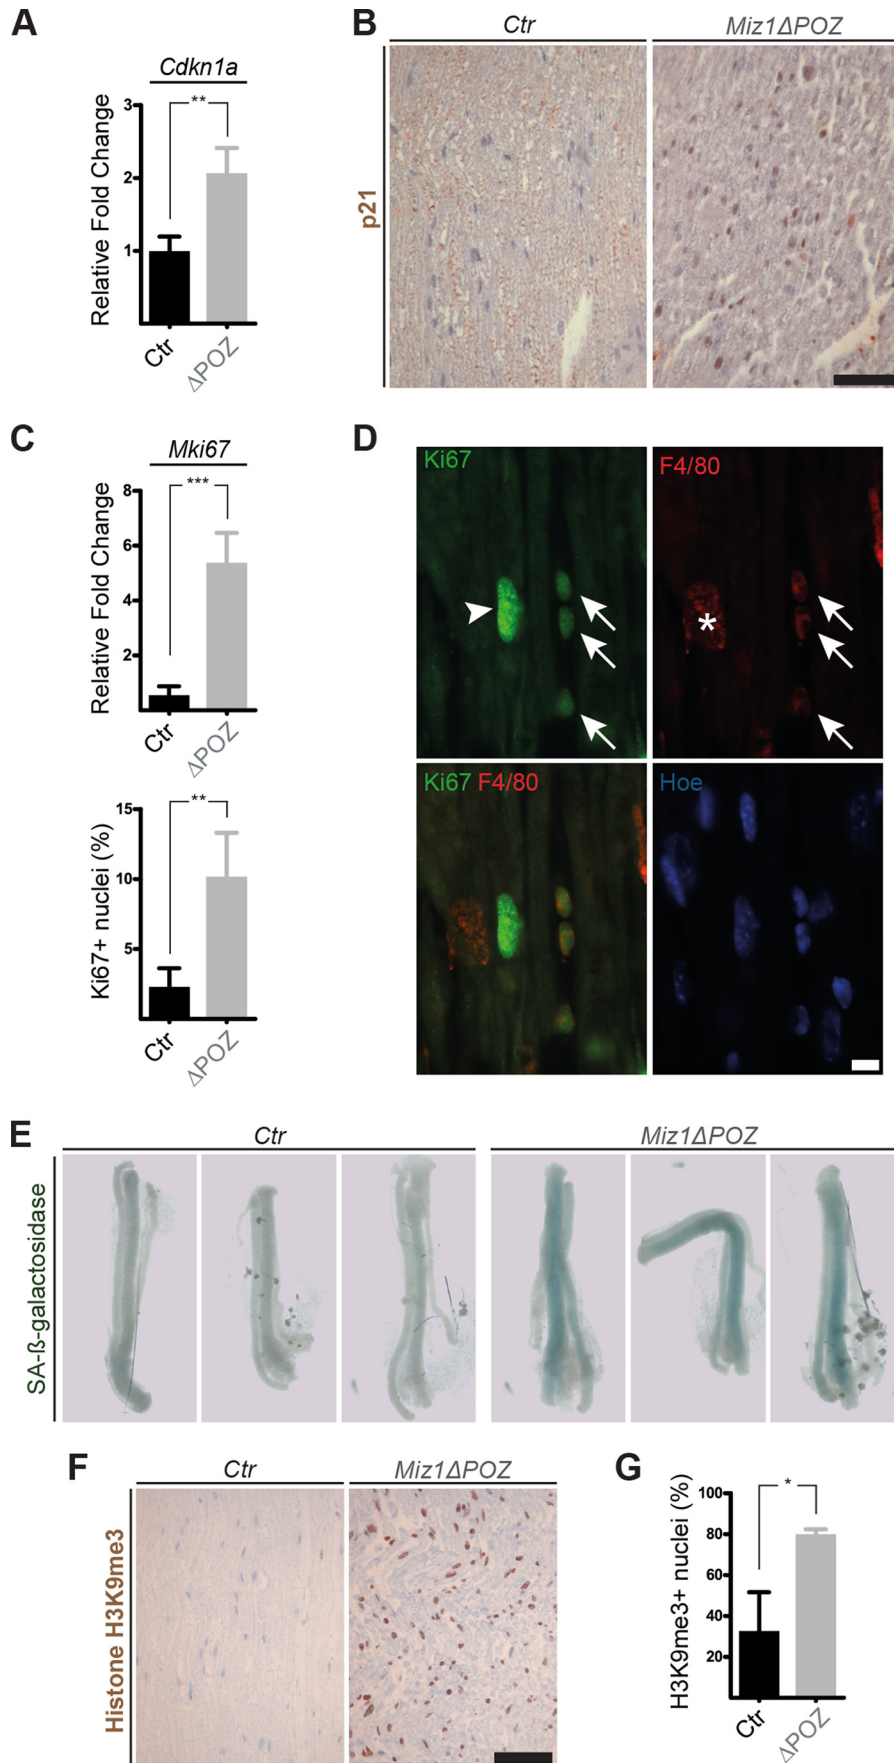 A
Cdkn1a
**
3
2
1
Relative Fold Change
Ctr
ΔPOZ
B
Ctr
Miz1ΔPOZ
p21
C
Mki67
***
8
6
4
2
Relative Fold Change
Ctr
ΔPOZ
**
15
10
5
Ki67+ nuclei (%)
Ctr
ΔPOZ
D
Ki67
F4/80
*
Ki67 F4/80
Hoe
E
Ctr
Miz1ΔPOZ
SA-ß-galactosidase
F
Ctr
Miz1ΔPOZ
Histone H3K9me3
G
*
100
80
60
40
20
H3K9me3+ nuclei (%)
Ctr
ΔPOZ